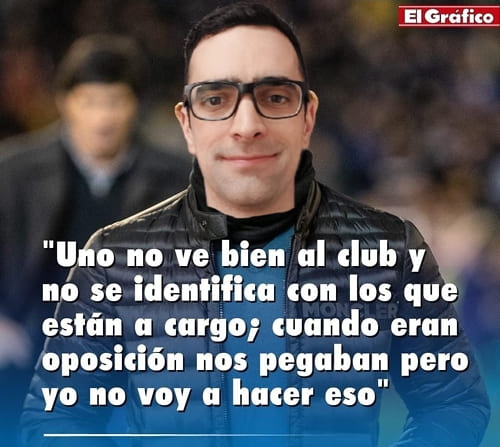 El Gráfico
"Uno no ve bien al club y
no se identifica con los que
están a cargo; cuando eran
oposición nos pegaban pero
yo no voy a hacer eso"
MONCLER